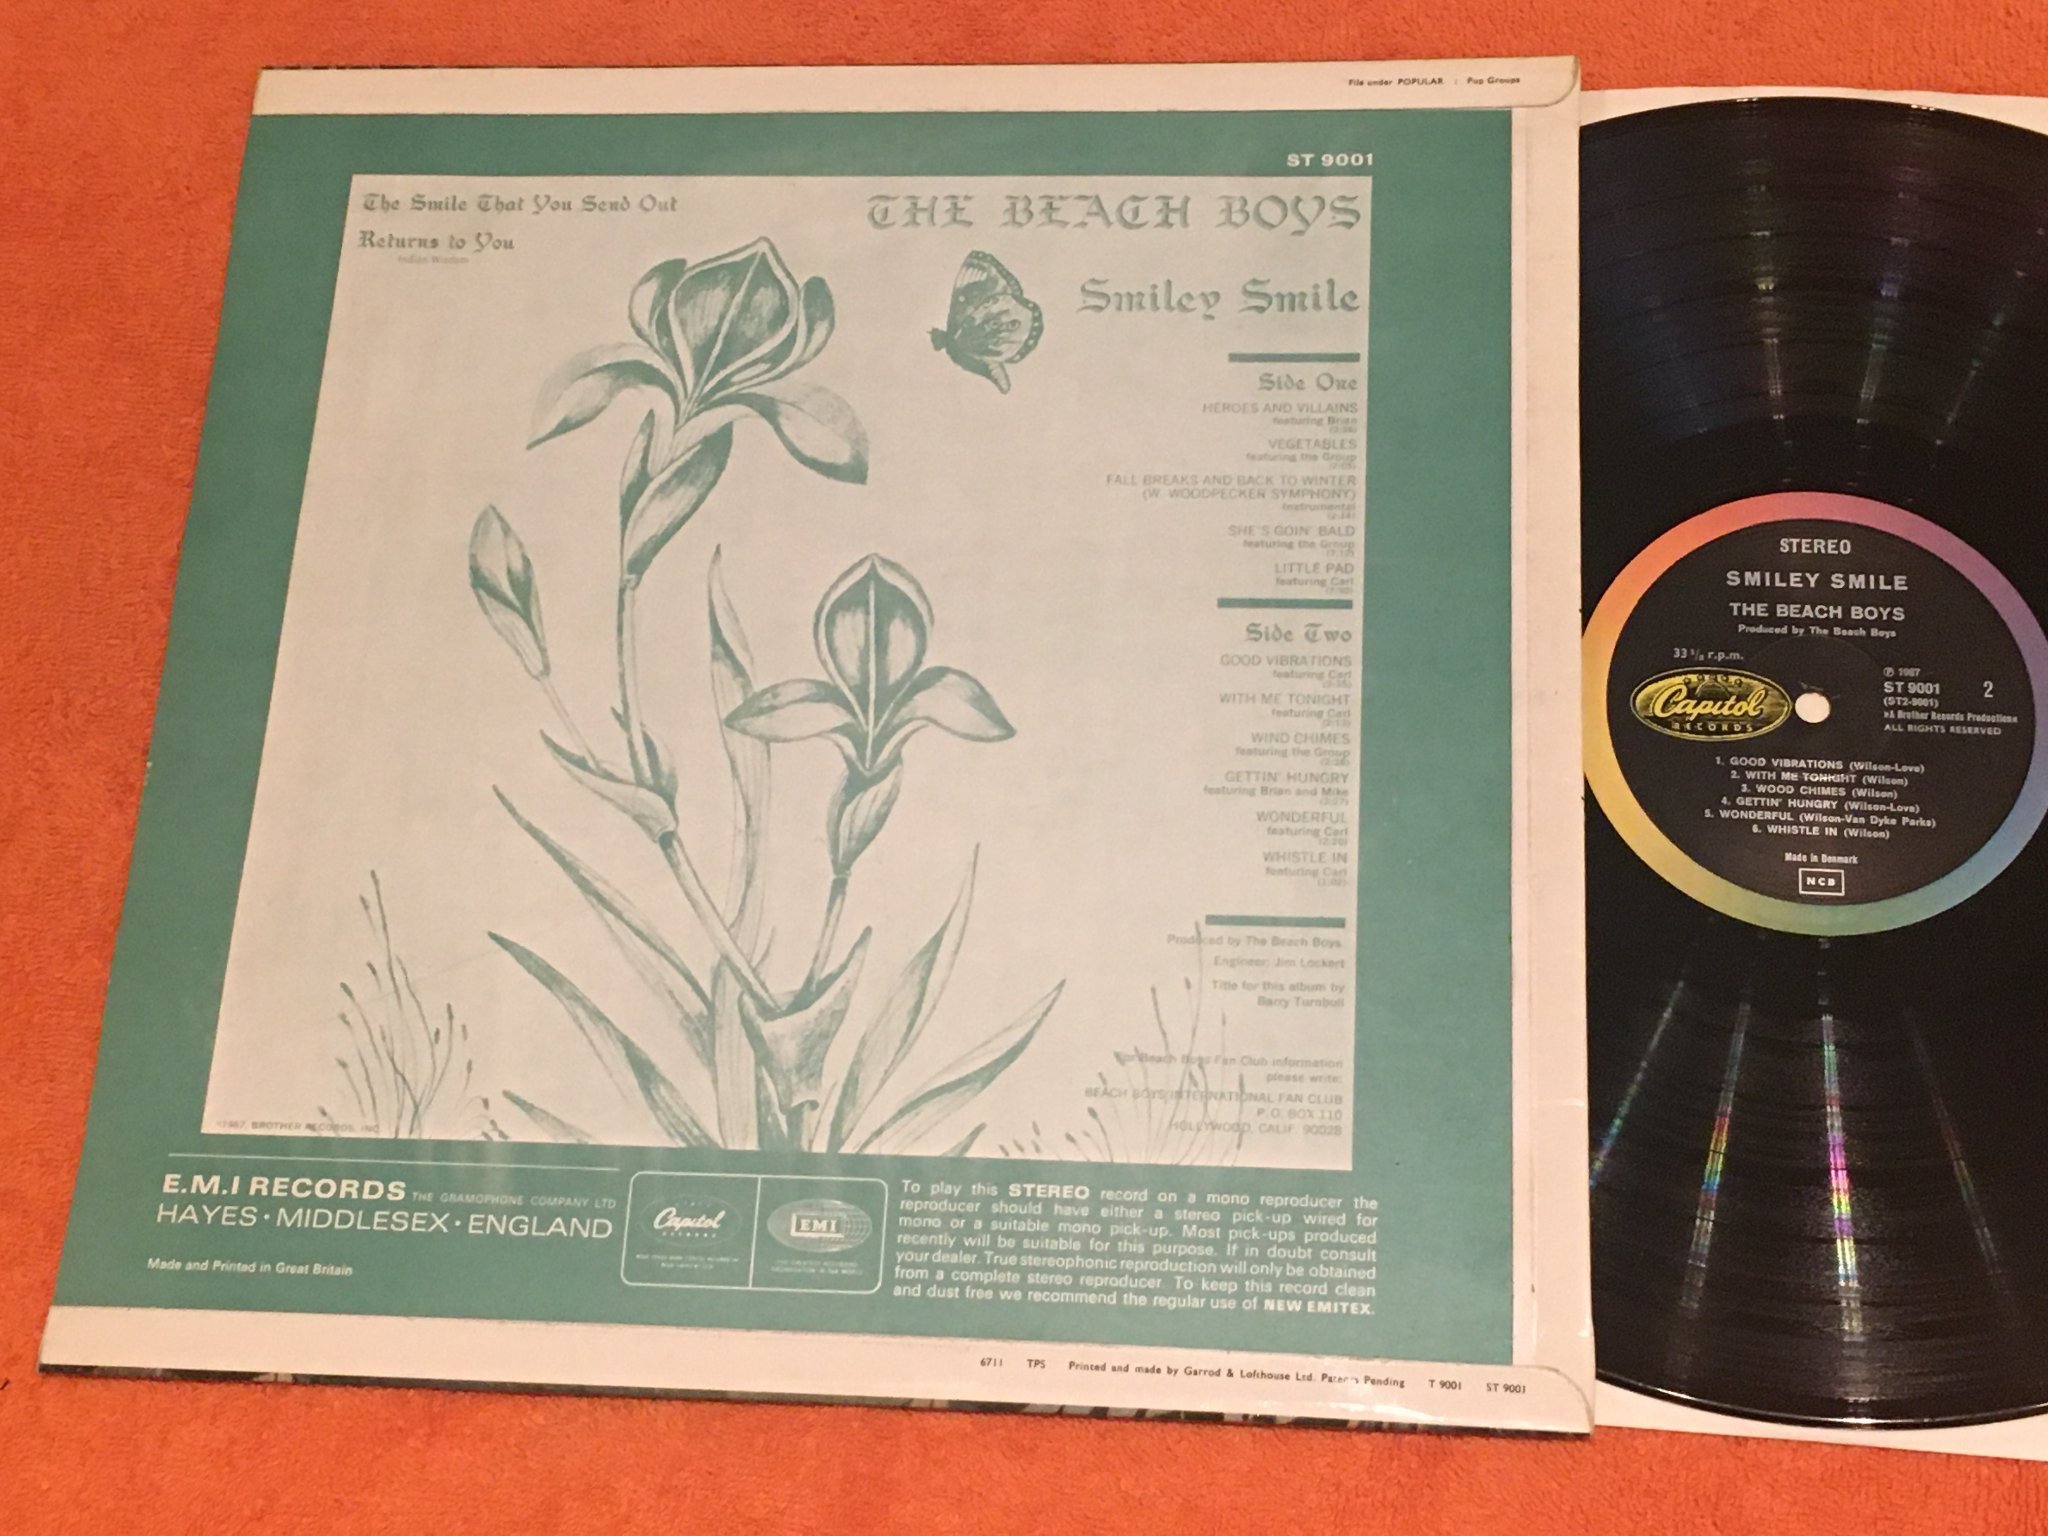 File under POPULAR : Pop Groups
ST 9001
The Smile That You Send Out
Returns to You
Indian Wisdom
THE BEACH BOYS
Smiley Smile
Side One
HEROES AND VILLAINS
featuring Brian
VEGETABLES
featuring the Group
FALL BREAKS AND BACK TO WINTER
(W. WOODPECKER SYMPHONY)
Instrumental
SHE'S GOIN' BALD
featuring the Group
LITTLE PAD
featuring Carl
Side Two
GOOD VIBRATIONS
featuring Carl
WITH ME TONIGHT
featuring Carl
WIND CHIMES
featuring the Group
GETTIN' HUNGRY
featuring Brian and Mike
WONDERFUL
featuring Carl
WHISTLE IN
featuring Carl
Produced by The Beach Boys.
Engineer: Jim Lockert
Title for this album by
Barry Turnbull
For Beach Boys Fan Club information
please write:
BEACH BOYS INTERNATIONAL FAN CLUB
P.O. BOX 110
HOLLYWOOD, CALIF. 90028
©1967, BROTHER RECORDS, INC.
E.M.I RECORDS THE GRAMOPHONE COMPANY LTD
HAYES · MIDDLESEX · ENGLAND
Made and Printed in Great Britain
Capitol
RECORDS
EMI
THE GREATEST RECORDING
ORGANISATION IN THE WORLD
To play this STEREO record on a mono reproducer the
reproducer should have either a stereo pick-up wired for
mono or a suitable mono pick-up. Most pick-ups produced
recently will be suitable for this purpose. If in doubt consult
your dealer. True stereophonic reproduction will only be obtained
from a complete stereo reproducer. To keep this record clean
and dust free we recommend the regular use of NEW EMITEX.
6711 TPS Printed and made by Garrod & Lofthouse Ltd. Patents Pending T 9001 ST 9001
STEREO
SMILEY SMILE
THE BEACH BOYS
Produced by The Beach Boys
33 1/3 r.p.m.
Capitol
RECORDS
℗ 1967
ST 9001 2
(ST2-9001)
»A Brother Records Production«
ALL RIGHTS RESERVED
1. GOOD VIBRATIONS (Wilson-Love)
2. WITH ME TONIGHT (Wilson)
3. WOOD CHIMES (Wilson)
4. GETTIN' HUNGRY (Wilson-Love)
5. WONDERFUL (Wilson-Van Dyke Parks)
6. WHISTLE IN (Wilson)
Made in Denmark
NCB